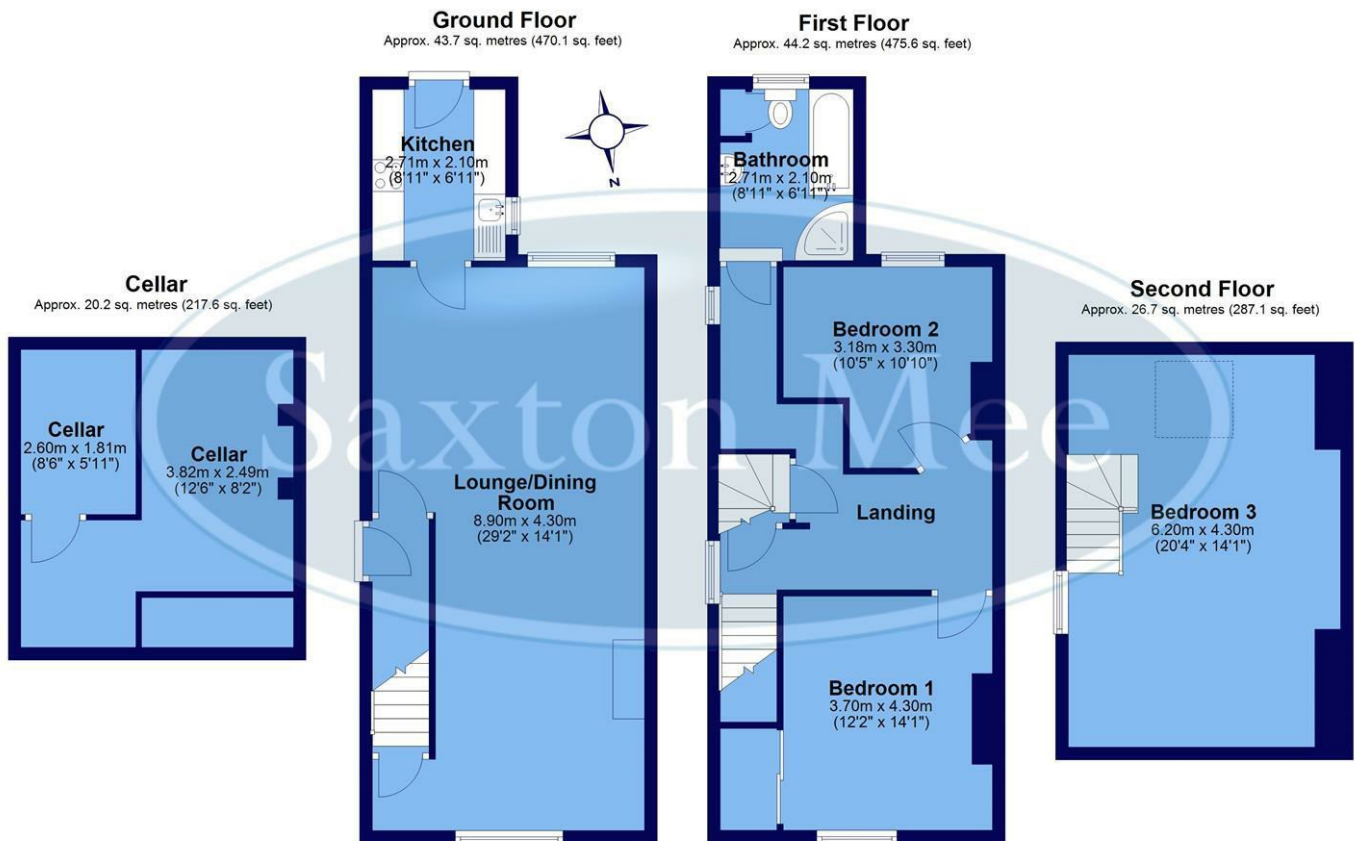 Ground Floor
Approx. 43.7 sq. metres (470.1 sq. feet)
Kitchen
2.71m x 2.10m
(8'11" x 6'11")
N
Lounge/Dining
Room
8.90m x 4.30m
(29'2" x 14'1")
First Floor
Approx. 44.2 sq. metres (475.6 sq. feet)
Bathroom
2.71m x 2.10m
(8'11" x 6'11")
Bedroom 2
3.18m x 3.30m
(10'5" x 10'10")
Landing
Bedroom 1
3.70m x 4.30m
(12'2" x 14'1")
Cellar
Approx. 20.2 sq. metres (217.6 sq. feet)
Cellar
2.60m x 1.81m
(8'6" x 5'11")
Cellar
3.82m x 2.49m
(12'6" x 8'2")
Second Floor
Approx. 26.7 sq. metres (287.1 sq. feet)
Bedroom 3
6.20m x 4.30m
(20'4" x 14'1")
Saxton Mee